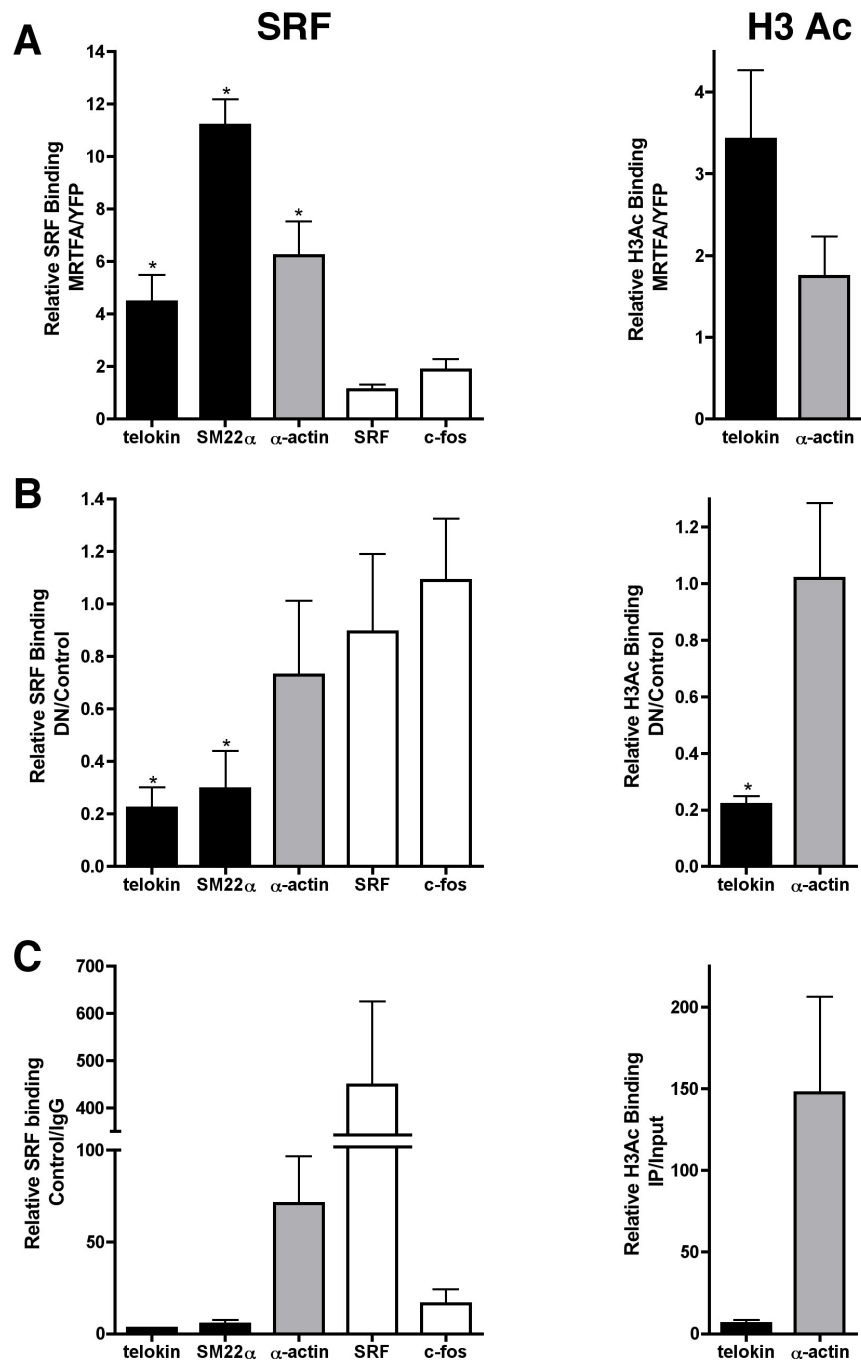 A
SRF
H3 Ac
Relative SRF Binding
MRTFA/YFP
14
12
10
8
6
4
2
0
*
*
*
telokin SM22α α-actin SRF c-fos
Relative H3Ac Binding
MRTFA/YFP
4
3
2
1
0
telokin α-actin
B
Relative SRF Binding
DN/Control
1.4
1.2
1.0
0.8
0.6
0.4
0.2
0.0
*
*
telokin SM22α α-actin SRF c-fos
Relative H3Ac Binding
DN/Control
1.2
1.0
0.8
0.6
0.4
0.2
0.0
*
telokin α-actin
C
Relative SRF binding
Control/IgG
700
600
500
400
100
50
0
telokin SM22α α-actin SRF c-fos
Relative H3Ac Binding
IP/Input
200
150
100
50
0
telokin α-actin